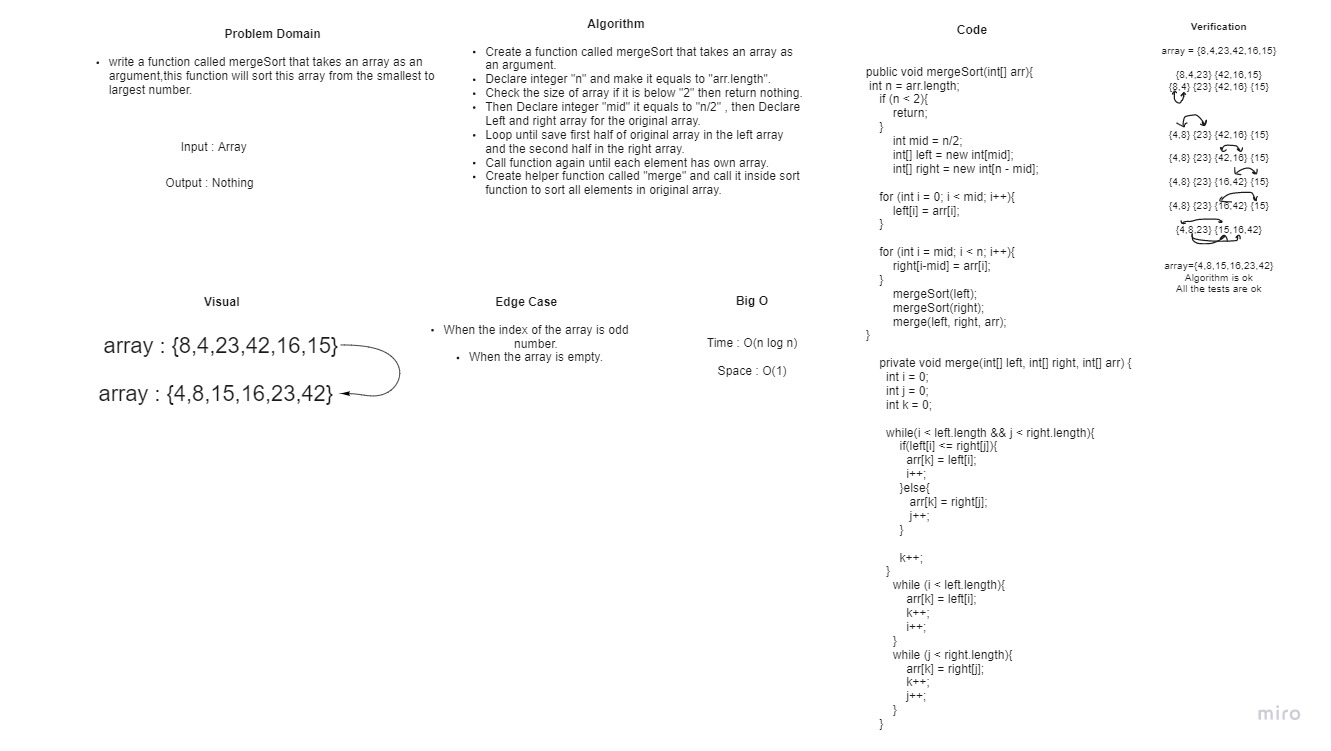 Problem Domain
• write a function called mergeSort that takes an array as an
argument,this function will sort this array from the smallest to
largest number.
Input : Array
Output : Nothing
Algorithm
• Create a function called mergeSort that takes an array as
an argument.
• Declare integer "n" and make it equals to "arr.length".
• Check the size of array if it is below "2" then return nothing.
• Then Declare integer "mid" it equals to "n/2" , then Declare
Left and right array for the original array.
• Loop until save first half of original array in the left array
and the second half in the right array.
• Call function again until each element has own array.
• Create helper function called "merge" and call it inside sort
function to sort all elements in original array.
Visual
array : {8,4,23,42,16,15}
array : {4,8,15,16,23,42}
Edge Case
• When the index of the array is odd
number.
• When the array is empty.
Big O
Time : O(n log n)
Space : O(1)
Code
public void mergeSort(int[] arr){
int n = arr.length;
if (n < 2){
return;
}
int mid = n/2;
int[] left = new int[mid];
int[] right = new int[n - mid];
for (int i = 0; i < mid; i++){
left[i] = arr[i];
}
for (int i = mid; i < n; i++){
right[i-mid] = arr[i];
}
mergeSort(left);
mergeSort(right);
merge(left, right, arr);
}
private void merge(int[] left, int[] right, int[] arr) {
int i = 0;
int j = 0;
int k = 0;
while(i < left.length && j < right.length){
if(left[i] <= right[j]){
arr[k] = left[i];
i++;
}else{
arr[k] = right[j];
j++;
}
k++;
}
while (i < left.length){
arr[k] = left[i];
k++;
i++;
}
while (j < right.length){
arr[k] = right[j];
k++;
j++;
}
}
Verification
array = {8,4,23,42,16,15}
{8,4,23} {42,16,15}
{8,4} {23} {42,16} {15}
{4,8} {23} {42,16} {15}
{4,8} {23} {42,16} {15}
{4,8} {23} {16,42} {15}
{4,8} {23} {16,42} {15}
{4,8,23} {15,16,42}
array={4,8,15,16,23,42}
Algorithm is ok
All the tests are ok
miro